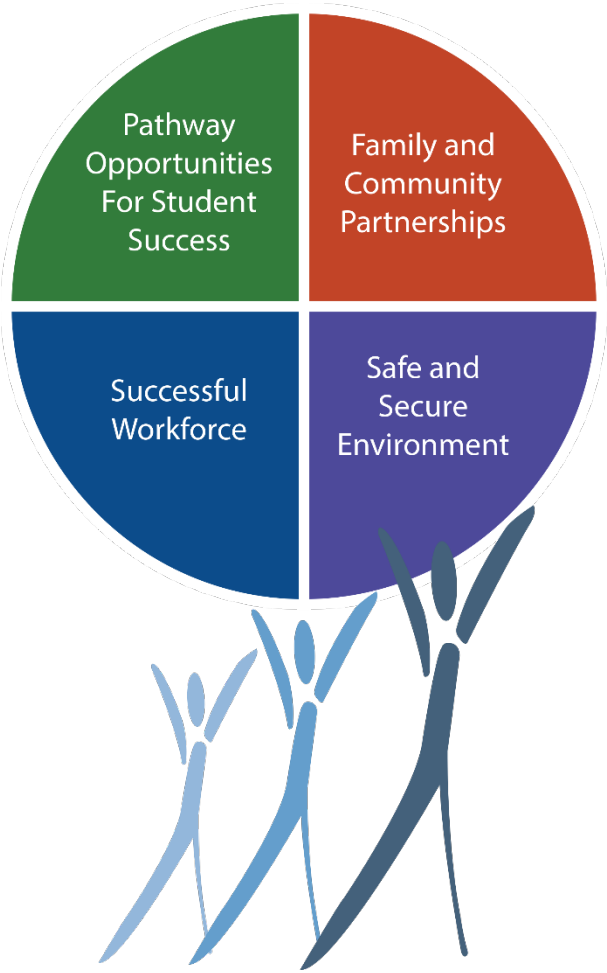 Pathway
Opportunities
For Student
Success
Family and
Community
Partnerships
Successful
Workforce
Safe and
Secure
Environment